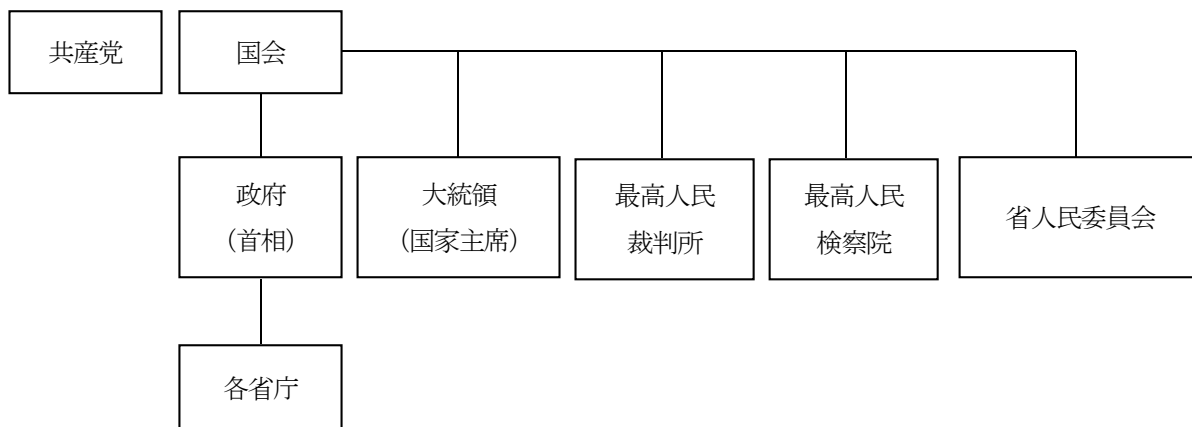 共産党
国会
政府
（首相）
大統領
（国家主席）
最高人民
裁判所
最高人民
検察院
省人民委員会
各省庁